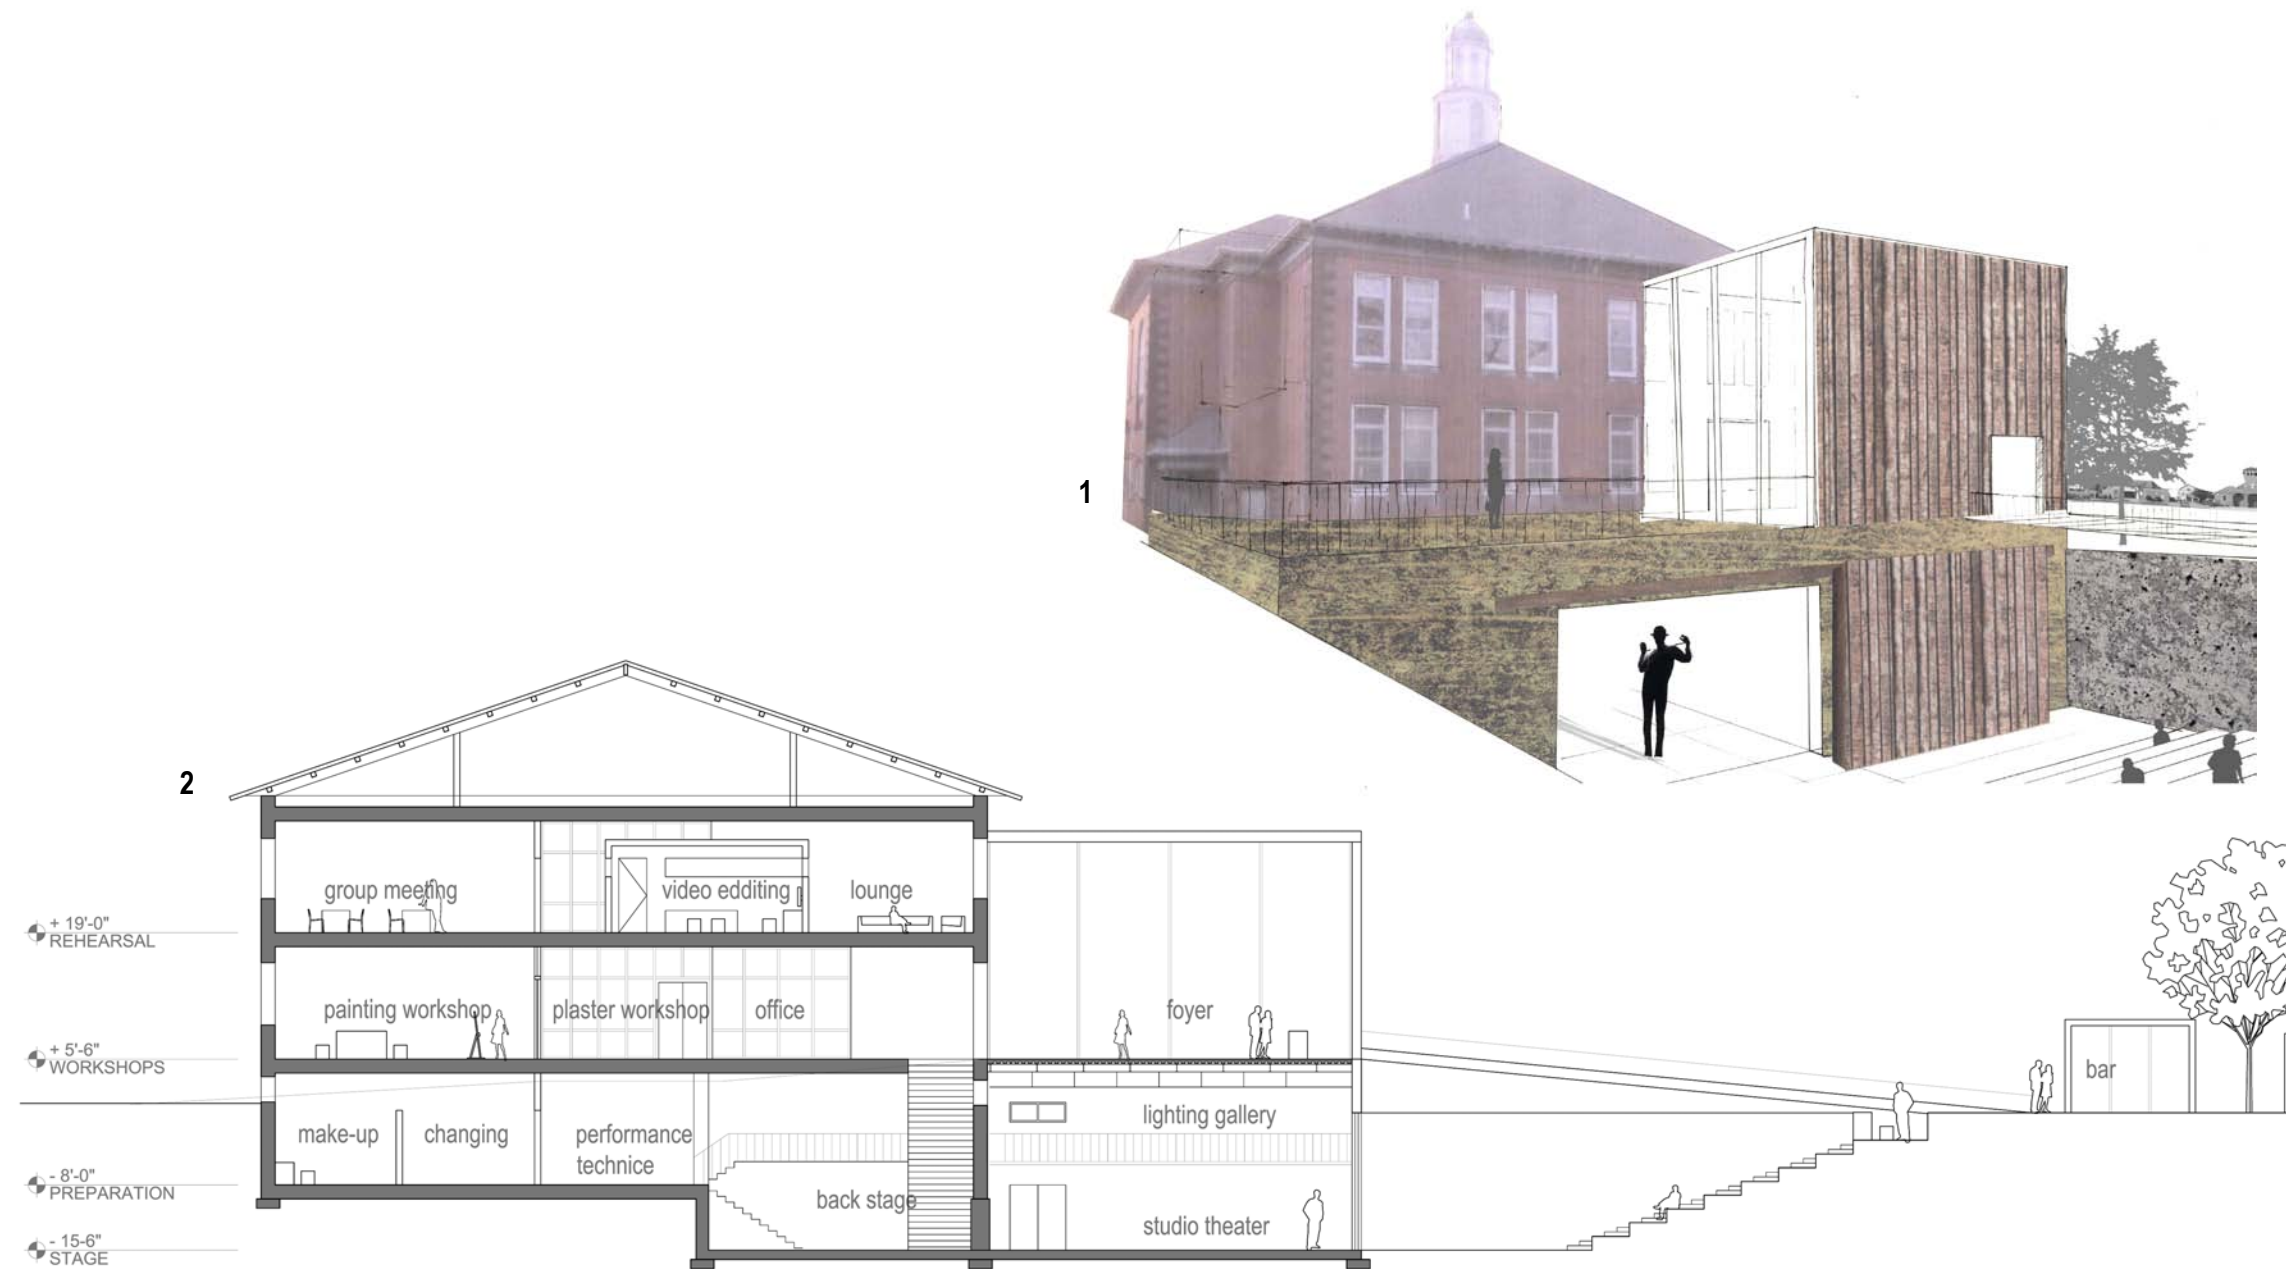 1
2
group meeting
video edditing
lounge
+ 19'-0"
REHEARSAL
painting workshop
plaster workshop
office
foyer
+ 5'-6"
WORKSHOPS
bar
make-up
changing
performance
technice
lighting gallery
- 8'-0"
PREPARATION
back stage
studio theater
- 15-6"
STAGE